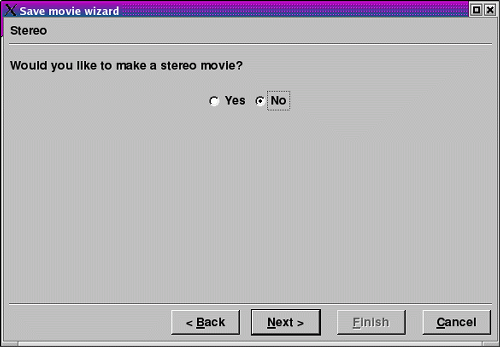 Save movie wizard
Stereo
Would you like to make a stereo movie?
Yes No
< Back Next > Finish Cancel